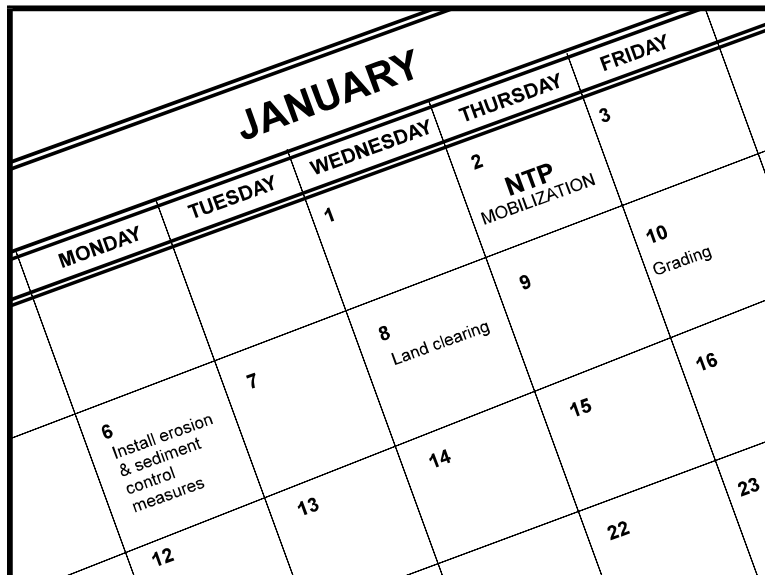 JANUARY
MONDAY TUESDAY WEDNESDAY THURSDAY FRIDAY
1 2 3
NTP
MOBILIZATION
6 7 8 9 10
Install erosion
& sediment
control
measures
Land clearing
Grading
12 13 14 15 16
22 23